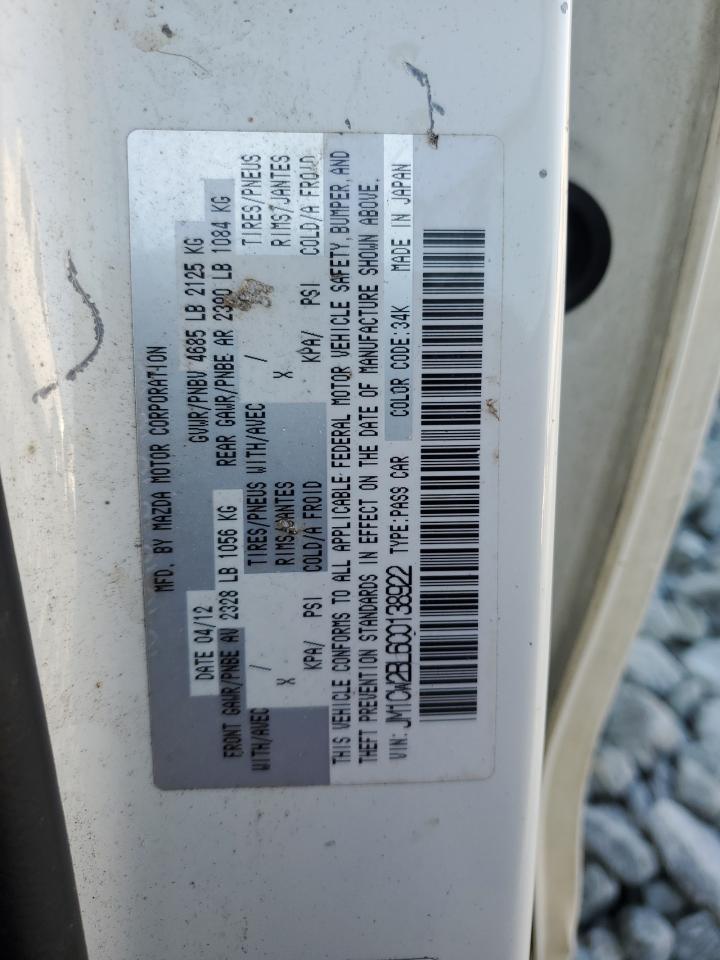 MFD. BY MAZDA MOTOR CORPORATION
DATE 04/12 GVWR/PNBV 4685 LB 2125 KG
FRONT GAWR/PNBE AV 2328 LB 1056 KG REAR GAWR/PNBE AR 2390 LB 1084 KG
WITH/AVEC / TIRES/PNEUS WITH/AVEC / TIRES/PNEUS
X RIMS/JANTES X RIMS/JANTES
KPA/ PSI COLD/A FROID KPA/ PSI COLD/A FROID
THIS VEHICLE CONFORMS TO ALL APPLICABLE FEDERAL MOTOR VEHICLE SAFETY, BUMPER, AND
THEFT PREVENTION STANDARDS IN EFFECT ON THE DATE OF MANUFACTURE SHOWN ABOVE.
VIN: JM1CW2BL6C0138922 TYPE:PASS CAR COLOR CODE:34K MADE IN JAPAN